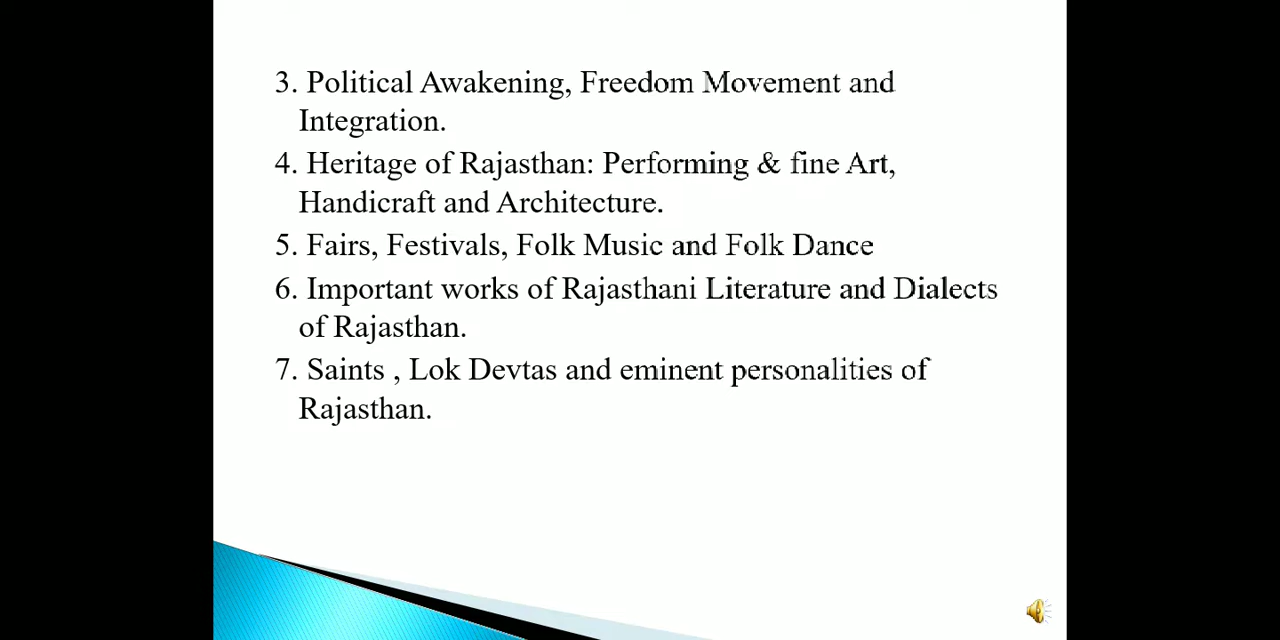 3. Political Awakening, Freedom Movement and
Integration.
4. Heritage of Rajasthan: Performing & fine Art,
Handicraft and Architecture.
5. Fairs, Festivals, Folk Music and Folk Dance
6. Important works of Rajasthani Literature and Dialects
of Rajasthan.
7. Saints , Lok Devtas and eminent personalities of
Rajasthan.